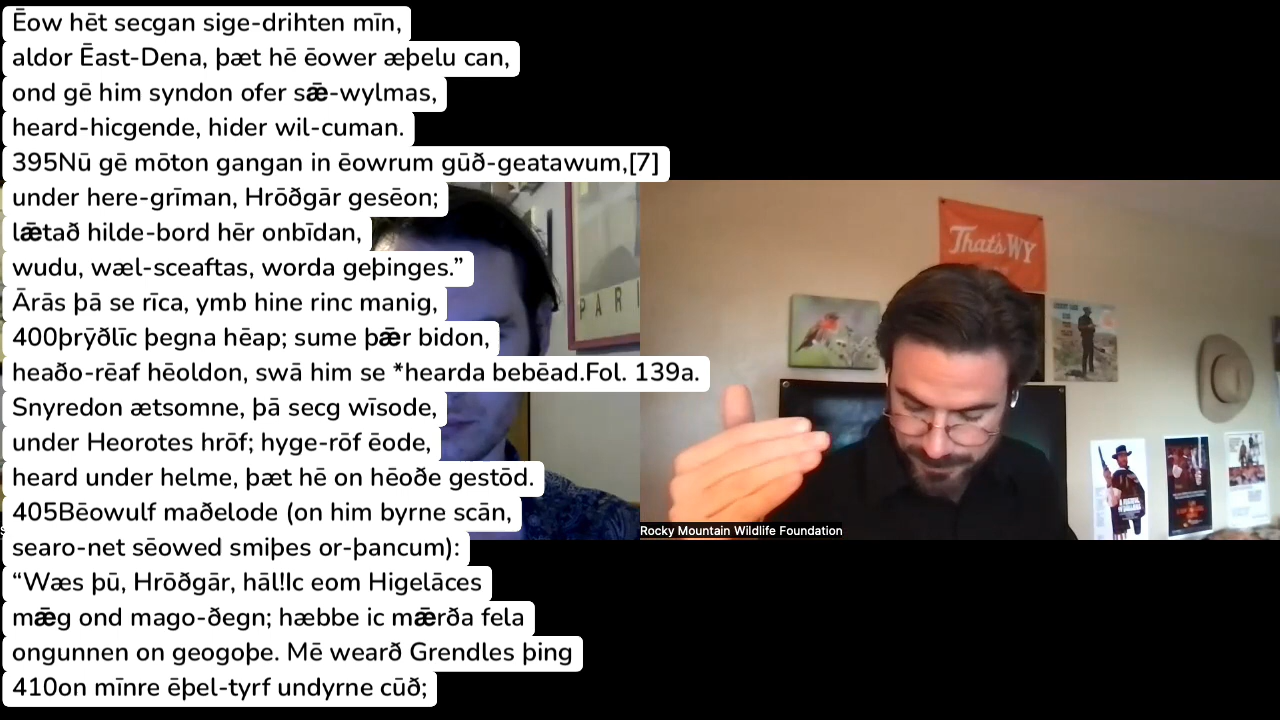 Ēow hēt secgan sige-drihten mīn,
aldor Ēast-Dena, þæt hē ēower æþelu can,
ond gē him syndon ofer sǣ-wylmas,
heard-hicgende, hider wil-cuman.
395Nū gē mōton gangan in ēowrum gūð-geatawum,[7]
under here-grīman, Hrōðgār gesēon;
lǣtað hilde-bord hēr onbīdan,
wudu, wæl-sceaftas, worda geþinges.”
Ārās þā se rīca, ymb hine rinc manig,
400þrȳðlīc þegna hēap; sume þǣr bidon,
heaðo-rēaf hēoldon, swā him se *hearda bebēad.Fol. 139a.
Snyredon ætsomne, þā secg wīsode,
under Heorotes hrōf; hyge-rōf ēode,
heard under helme, þæt hē on hēoðe gestōd.
405Bēowulf maðelode (on him byrne scān,
searo-net sēowed smiþes or-þancum):
“Wæs þū, Hrōðgār, hāl!Ic eom Higelāces
mǣg ond mago-ðegn; hæbbe ic mǣrða fela
ongunnen on geogoþe. Mē wearð Grendles þing
410on mīnre ēþel-tyrf undyrne cūð;
PARI
That's WY
Rocky Mountain Wildlife Foundation